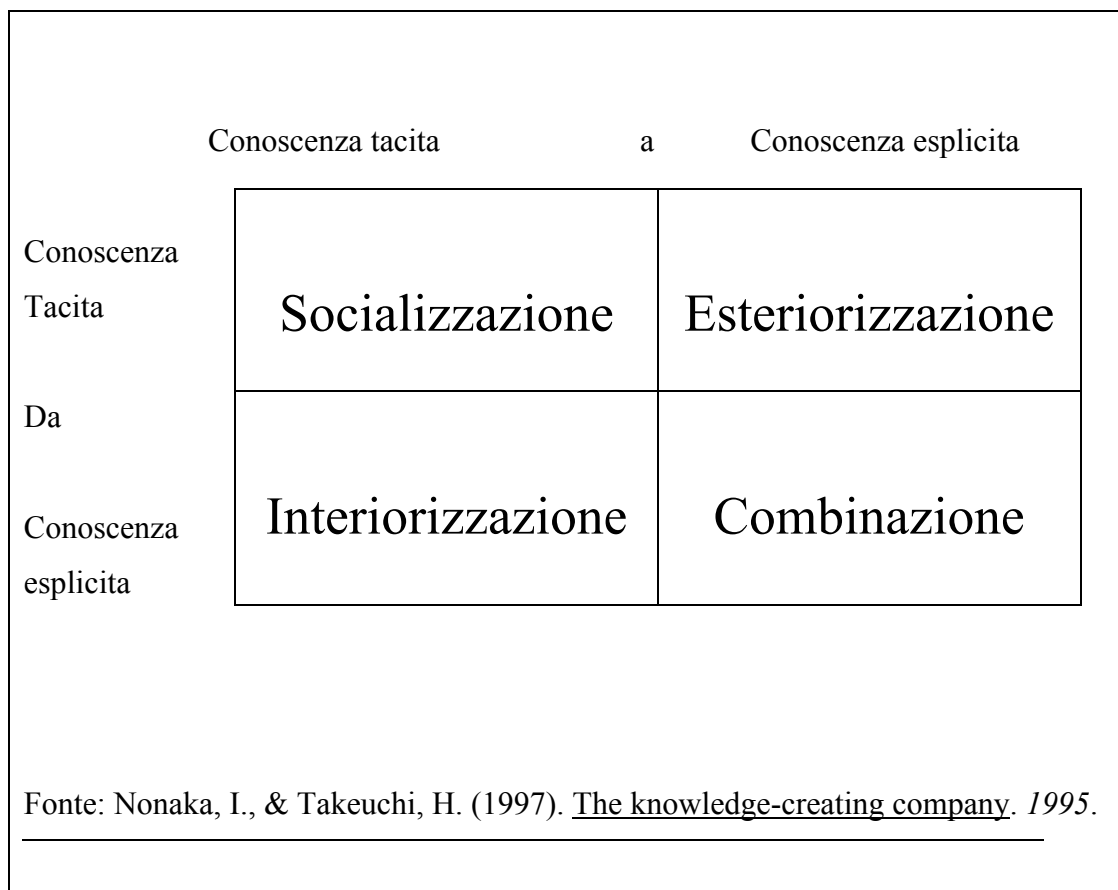 Conoscenza tacita a Conoscenza esplicita
Conoscenza
Tacita
Socializzazione Esteriorizzazione
Da
Conoscenza
esplicita
Interiorizzazione Combinazione
Fonte: Nonaka, I., & Takeuchi, H. (1997). The knowledge-creating company. 1995.